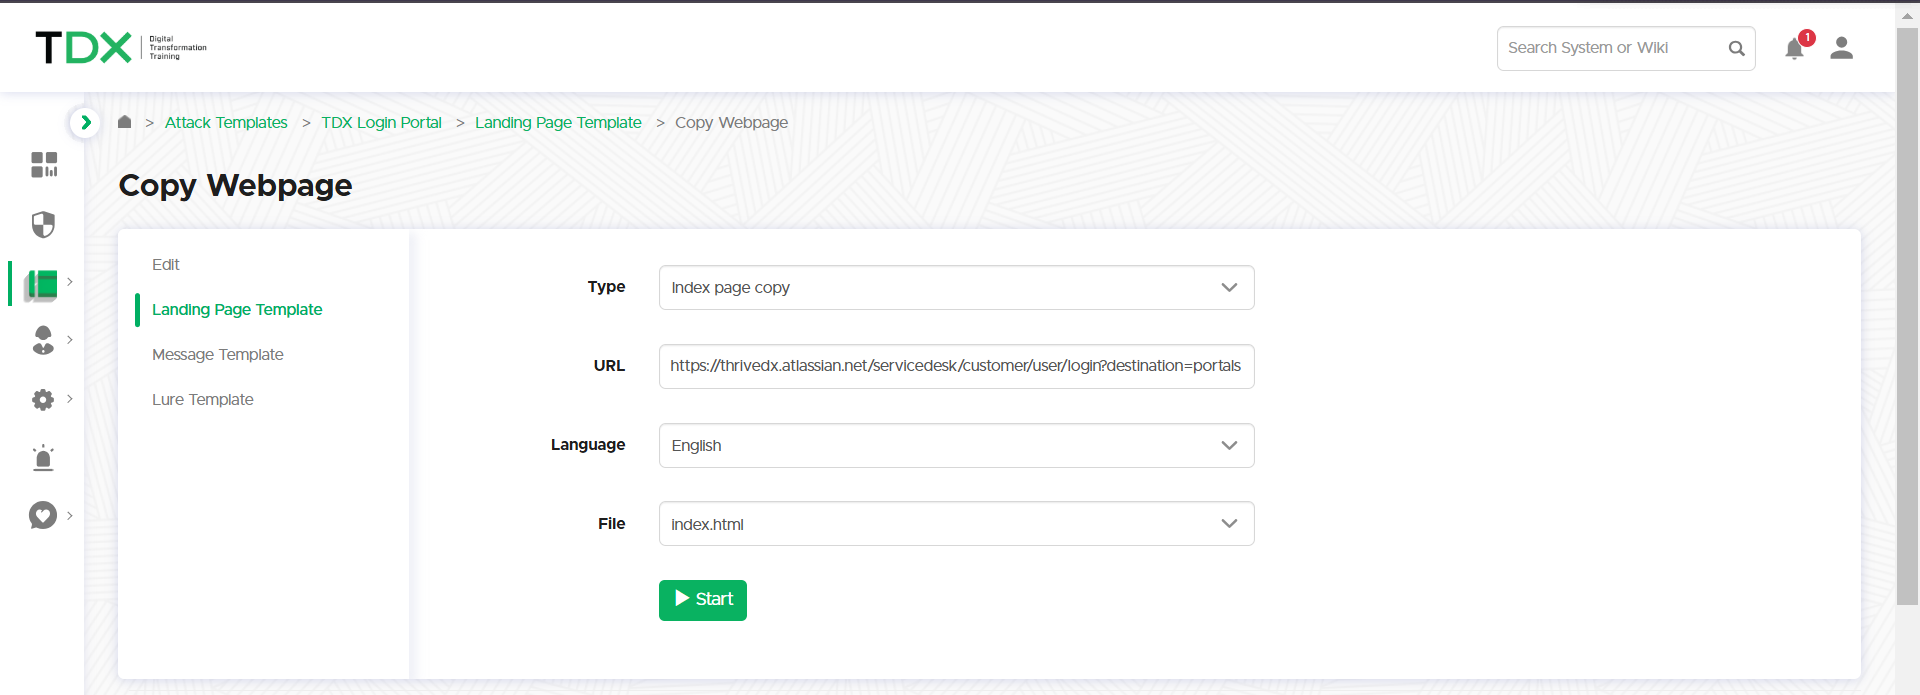 TDX Digital
Transformation
Training
Search System or Wiki
1
> Attack Templates > TDX Login Portal > Landing Page Template > Copy Webpage
Copy Webpage
Edit
Landing Page Template
Message Template
Lure Template
Type Index page copy
URL https://thrivedx.atlassian.net/servicedesk/customer/user/login?destination=portals
Language English
File index.html
Start